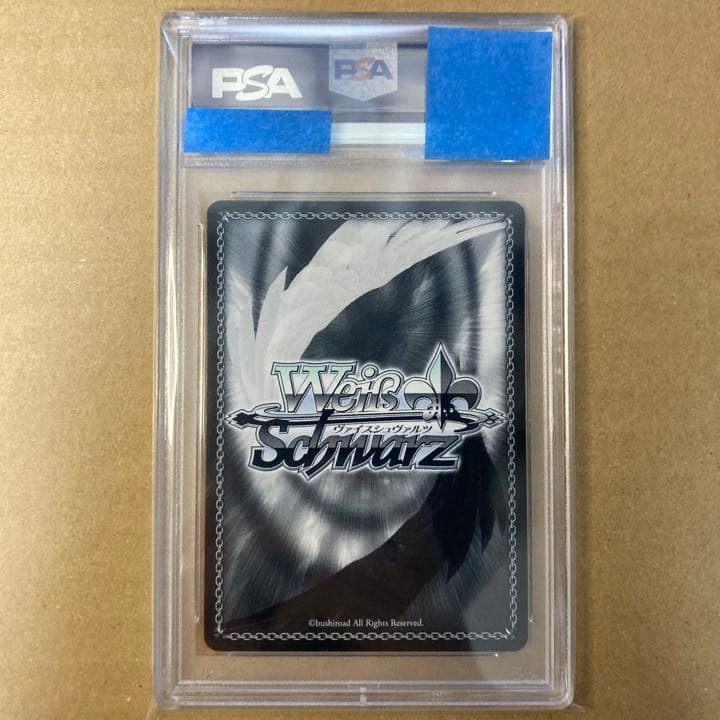 PSA
PSA
Weiß
ヴァイスシュヴァルツ
Schwarz
©bushiroad All Rights Reserved.